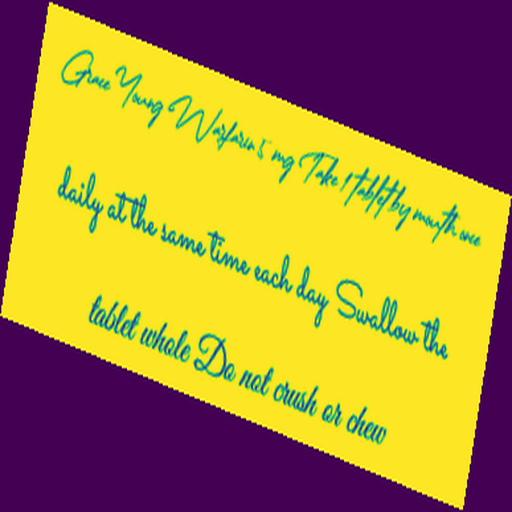 Grace Young Warfarin 5 mg Take 1 tablet by mouth once
daily at the same time each day Swallow the
tablet whole Do not crush or chew